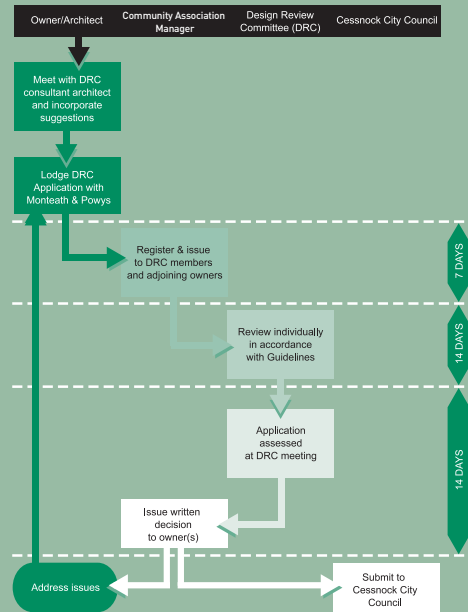 Owner/Architect
Community Association
Manager
Design Review
Committee (DRC)
Cessnock City Council
Meet with DRC
consultant architect
and incorporate
suggestions
Lodge DRC
Application with
Monteath & Powys
Register & issue
to DRC members
and adjoining owners
7 DAYS
Review individually
in accordance
with Guidelines
14 DAYS
Application
assessed
at DRC meeting
14 DAYS
Issue written
decision
to owner(s)
Address issues
Submit to
Cessnock City
Council